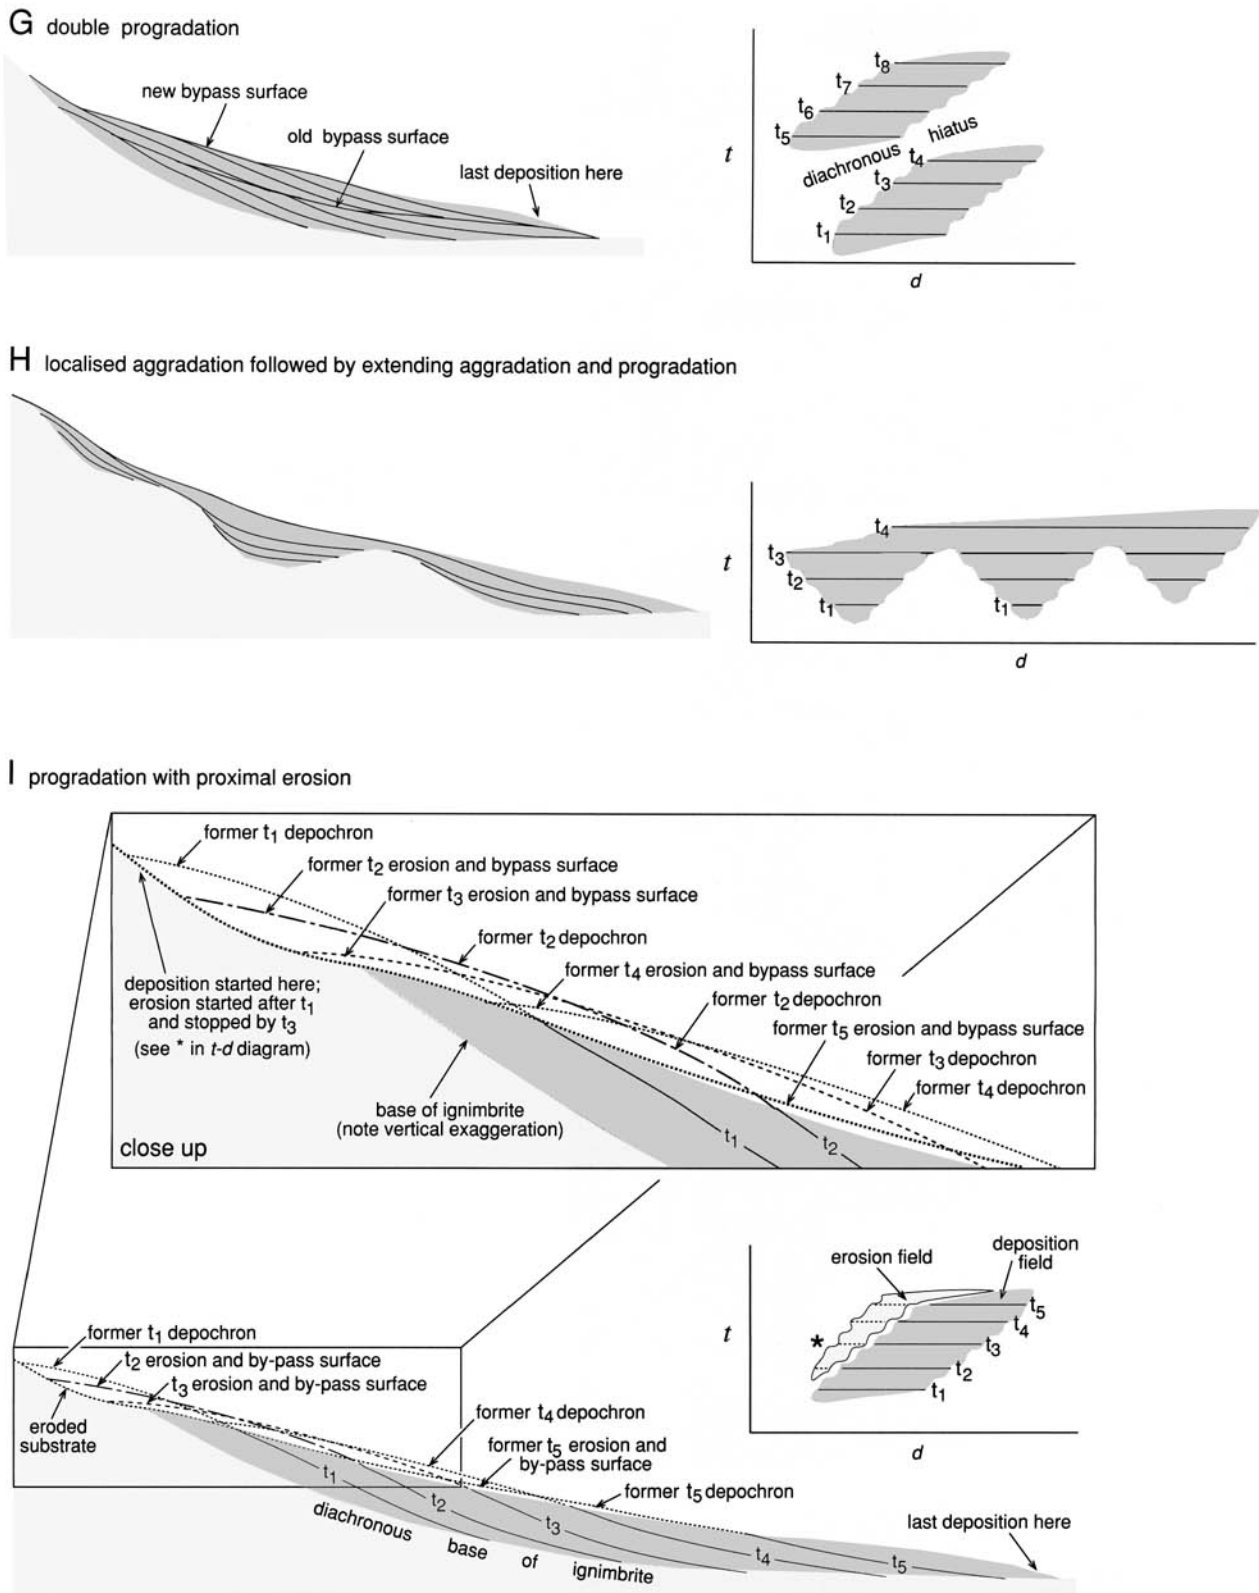 G double progradation
new bypass surface
old bypass surface
last deposition here
t8
t7
t6
t5
hiatus
diachronous
t4
t3
t2
t1
t
d
H localised aggradation followed by extending aggradation and progradation
t4
t3
t2
t1
t1
t
d
I progradation with proximal erosion
former t1 depochron
former t2 erosion and bypass surface
former t3 erosion and bypass surface
former t2 depochron
former t4 erosion and bypass surface
former t2 depochron
former t5 erosion and bypass surface
former t3 depochron
former t4 depochron
deposition started here;
erosion started after t1
and stopped by t3
(see * in t-d diagram)
base of ignimbrite
(note vertical exaggeration)
t1
t2
close up
erosion field
deposition
field
t5
t4
*
t3
t2
t1
t
d
former t1 depochron
t2 erosion and by-pass surface
t3 erosion and by-pass surface
eroded
substrate
former t4 depochron
former t5 erosion and
by-pass surface
former t5 depochron
last deposition here
t1
t2
t3
t4
t5
diachronous base of ignimbrite